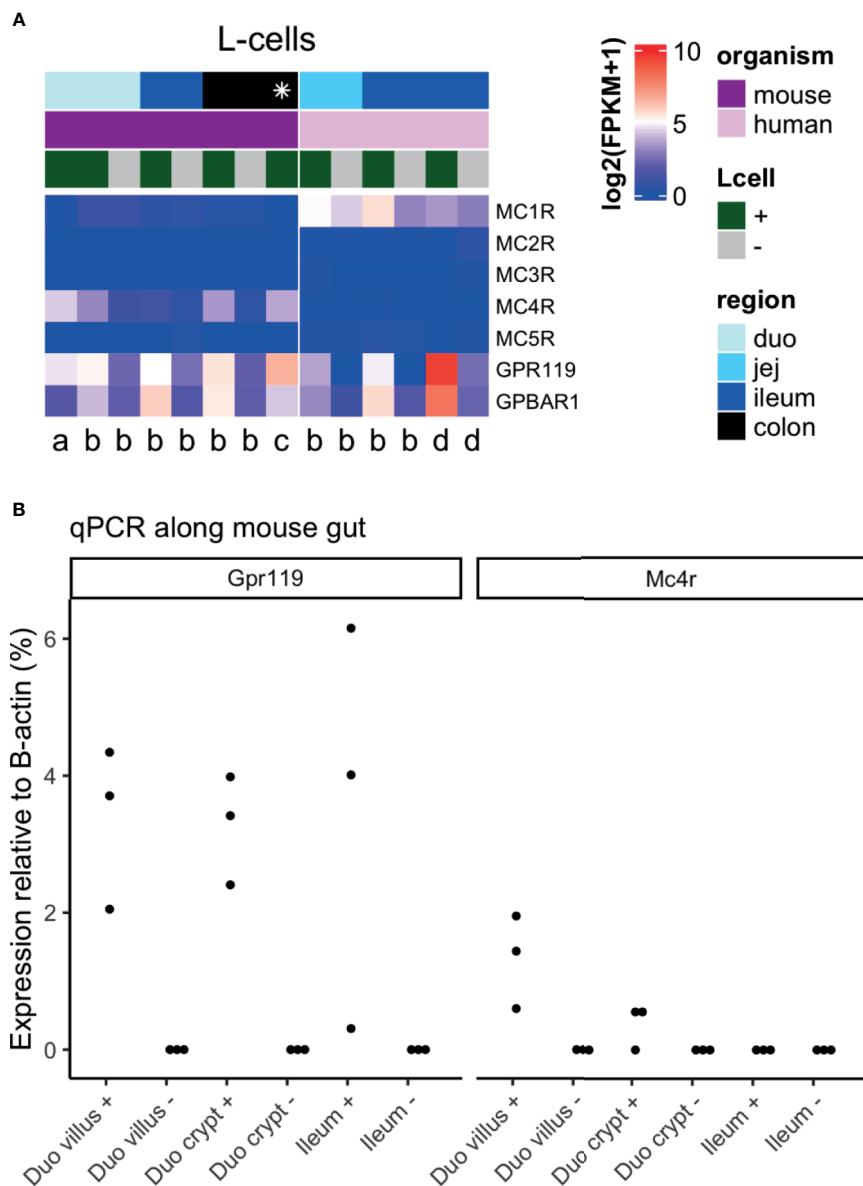 A
L-cells
*
log2(FPKM+1)
10
5
0
organism
mouse
human
Lcell
+
-
region
duo
jej
ileum
colon
MC1R
MC2R
MC3R
MC4R
MC5R
GPR119
GPBAR1
a b b b b b b c b b b b d d
B
qPCR along mouse gut
Gpr119
Mc4r
Expression relative to B-actin (%)
6
4
2
0
Duo villus +
Duo villus -
Duo crypt +
Duo crypt -
Ileum +
Ileum -
Duo villus +
Duo villus -
Duo crypt +
Duo crypt -
Ileum +
Ileum -